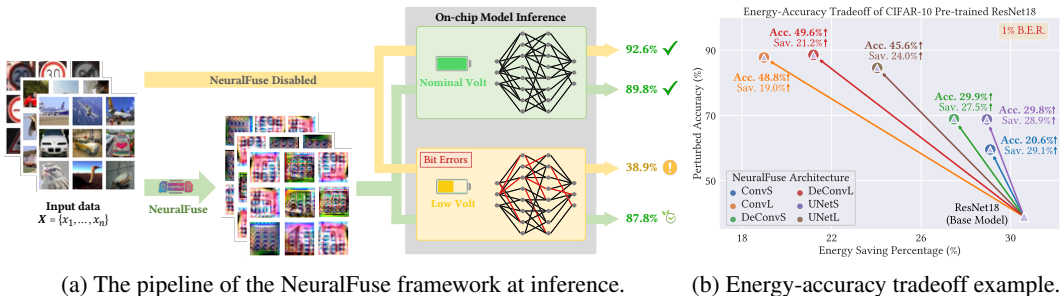 On-chip Model Inference
NeuralFuse Disabled
Nominal Volt
92.6%
89.8%
Bit Errors
Low Volt
38.9%
87.8%
Input data
X = {x₁, ..., xₙ}
NeuralFuse
(a) The pipeline of the NeuralFuse framework at inference.
Energy-Accuracy Tradeoff of CIFAR-10 Pre-trained ResNet18
1% B.E.R.
Perturbed Accuracy (%)
90
70
50
Acc. 49.6%↑
Sav. 21.2%↑
Acc. 45.6%↑
Sav. 24.0%↑
Acc. 48.8%↑
Sav. 19.0%↑
29.9%↑
27.5%↑
Acc. 29.8%↑
Sav. 28.9%↑
Acc. 20.6%↑
Sav. 29.1%↑
NeuralFuse Architecture
ConvS
ConvL
DeConvS
DeConvL
UNetS
UNetL
ResNet18
(Base Model)
18
22
26
30
Energy Saving Percentage (%)
(b) Energy-accuracy tradeoff example.